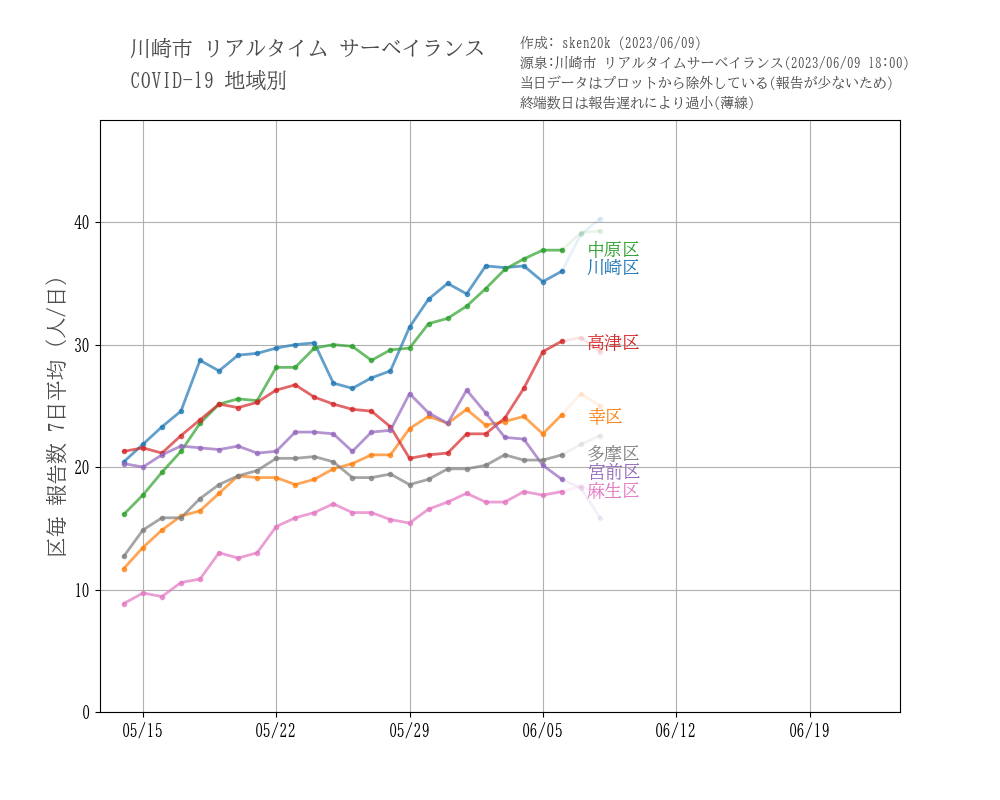 川崎市 リアルタイム サーベイランス
COVID-19 地域別
作成: sken20k (2023/06/09)
源泉:川崎市 リアルタイムサーベイランス(2023/06/09 18:00)
当日データはプロットから除外している(報告が少ないため)
終端数日は報告遅れにより過小(薄線)
区毎 報告数 7日平均 (人/日)
40
30
20
10
0
中原区
川崎区
高津区
幸区
多摩区
宮前区
麻生区
05/15
05/22
05/29
06/05
06/12
06/19